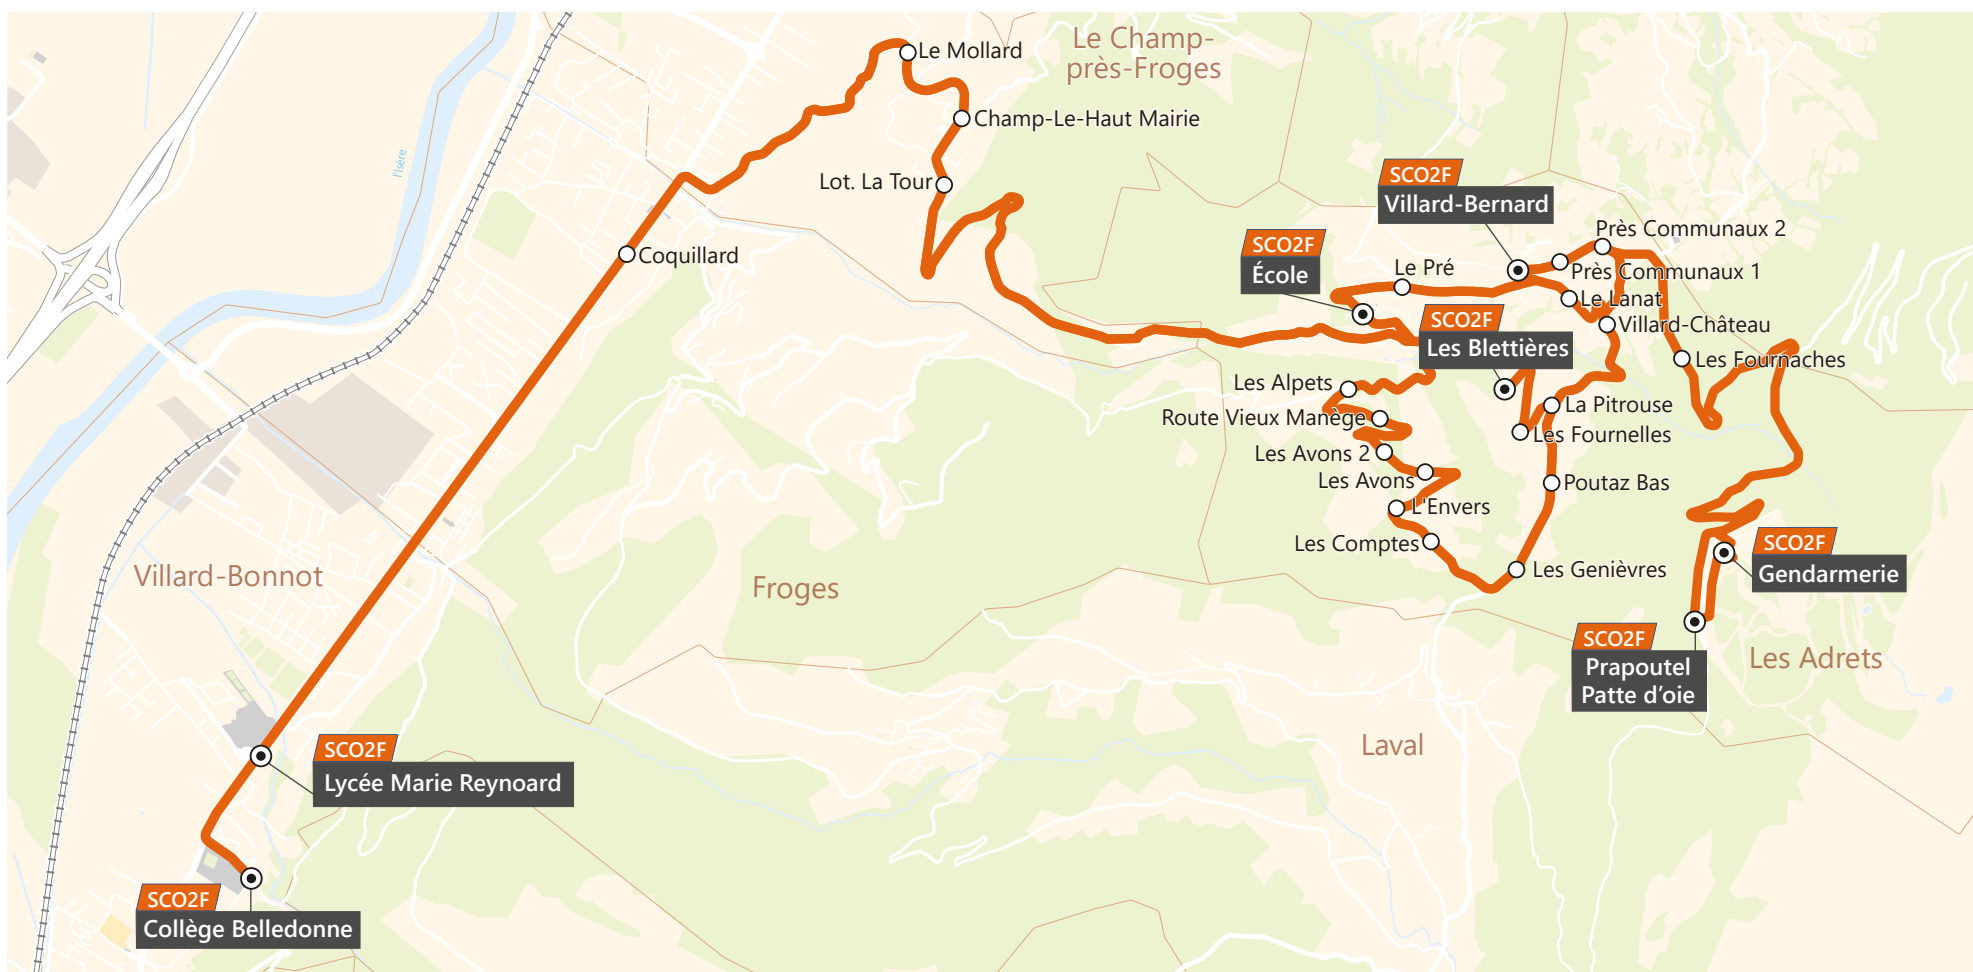 Le Champ-
près-Froges
Le Mollard
Champ-Le-Haut Mairie
l'Isère
Lot. La Tour
Coquillard
SCO2F
Villard-Bernard
SCO2F
École
Près Communaux 2
Près Communaux 1
Le Pré
Le Lanat
Villard-Château
SCO2F
Les Blettières
Les Fournaches
Les Alpets
La Pitrouse
Route Vieux Manège
Les Fournelles
Les Avons 2
Les Avons
Poutaz Bas
L'Envers
Les Comptes
Les Genièvres
SCO2F
Gendarmerie
Villard-Bonnot
Froges
SCO2F
Prapoutel
Patte d'oie
Les Adrets
Laval
SCO2F
Lycée Marie Reynoard
SCO2F
Collège Belledonne